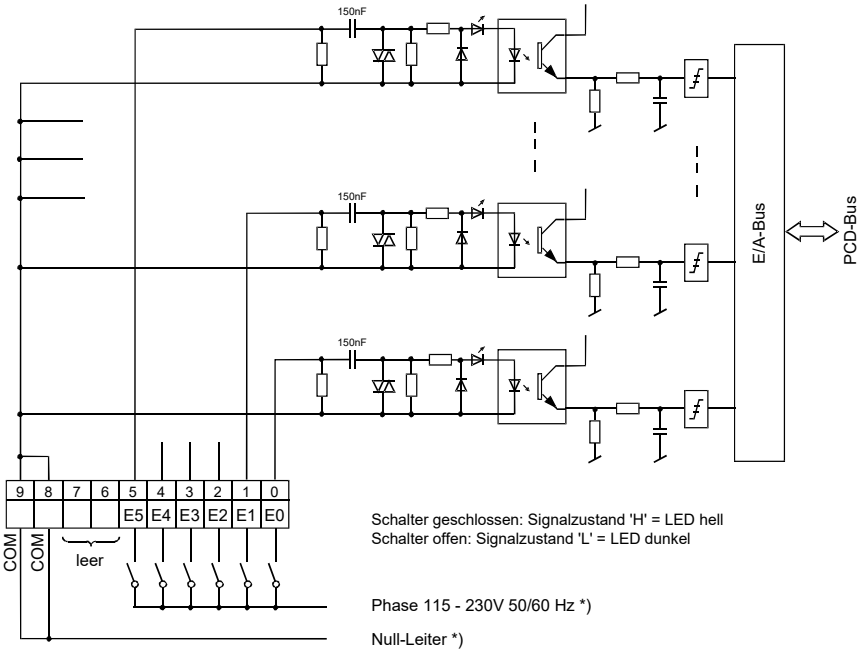 150nF
150nF
150nF
E/A-Bus
PCD-Bus
9 8 7 6 5 4 3 2 1 0
E5 E4 E3 E2 E1 E0
COM
COM
leer
Schalter geschlossen: Signalzustand 'H' = LED hell
Schalter offen: Signalzustand 'L' = LED dunkel
Phase 115 - 230V 50/60 Hz *)
Null-Leiter *)